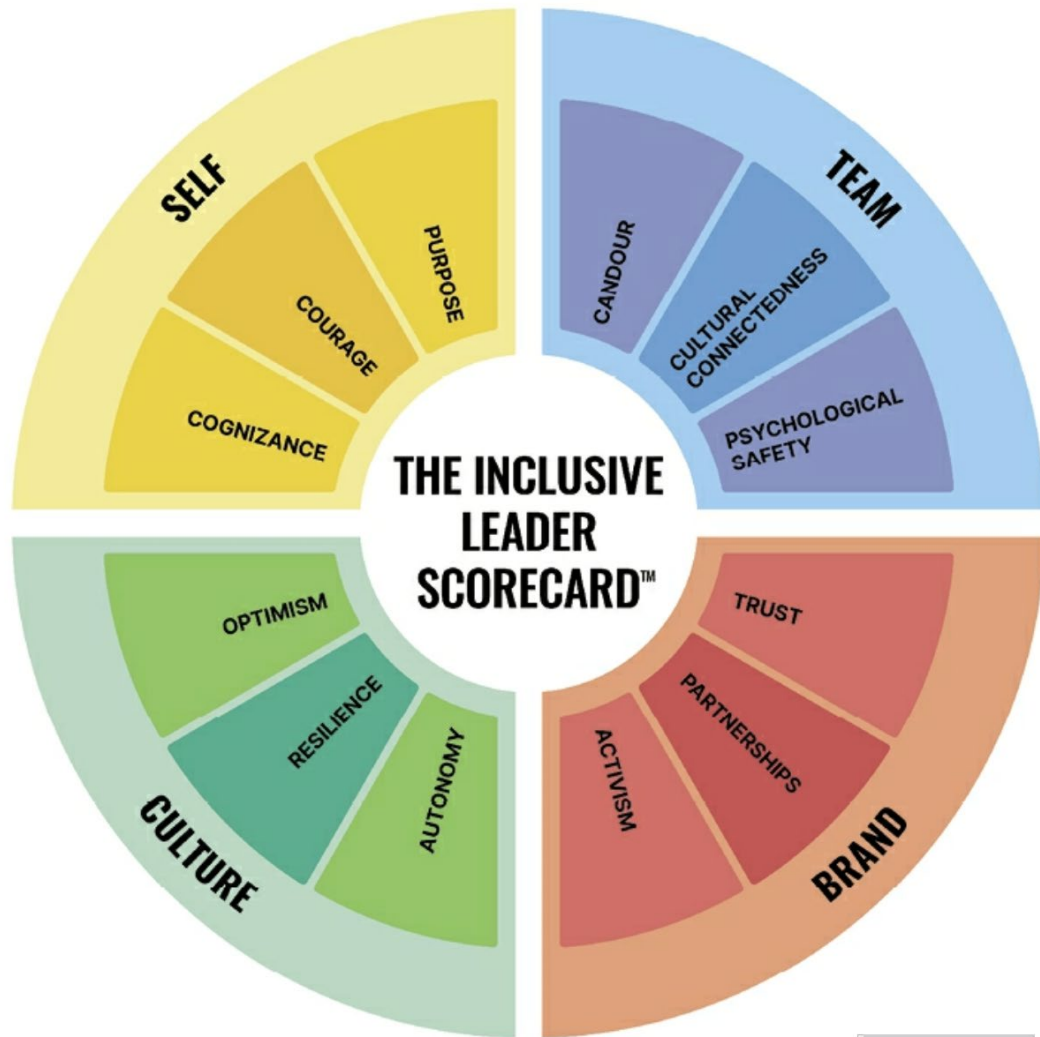 SELF
PURPOSE
COURAGE
COGNIZANCE
TEAM
CANDOUR
CULTURAL
CONNECTEDNESS
PSYCHOLOGICAL
SAFETY
THE INCLUSIVE
LEADER
SCORECARD™
OPTIMISM
RESILIENCE
AUTONOMY
CULTURE
TRUST
PARTNERSHIPS
ACTIVISM
BRAND